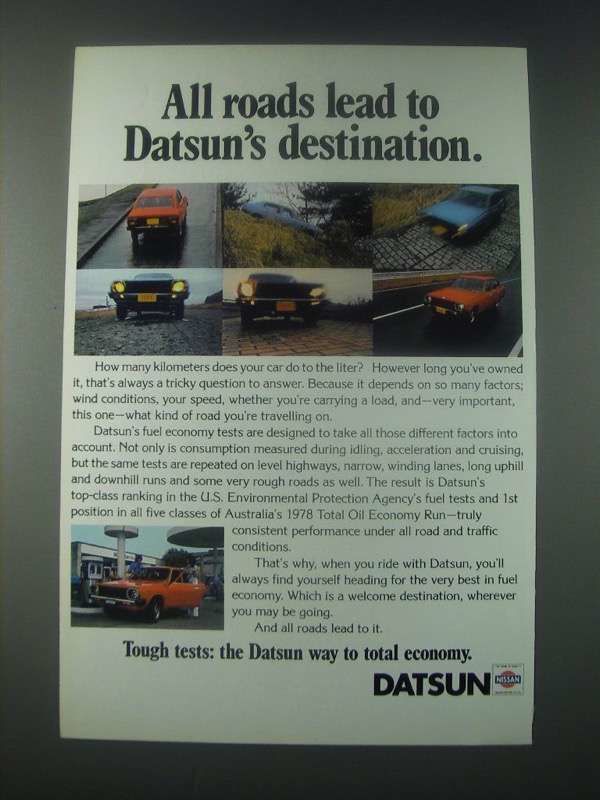 All roads lead to
Datsun's destination.
How many kilometers does your car do to the liter? However long you've owned
it, that's always a tricky question to answer. Because it depends on so many factors;
wind conditions, your speed, whether you're carrying a load, and—very important,
this one—what kind of road you're travelling on.
Datsun's fuel economy tests are designed to take all those different factors into
account. Not only is consumption measured during idling, acceleration and cruising,
but the same tests are repeated on level highways, narrow, winding lanes, long uphill
and downhill runs and some very rough roads as well. The result is Datsun's
top-class ranking in the U.S. Environmental Protection Agency's fuel tests and 1st
position in all five classes of Australia's 1978 Total Oil Economy Run—truly
consistent performance under all road and traffic
conditions.
That's why, when you ride with Datsun, you'll
always find yourself heading for the very best in fuel
economy. Which is a welcome destination, wherever
you may be going.
And all roads lead to it.
Tough tests: the Datsun way to total economy.
DATSUN
NISSAN